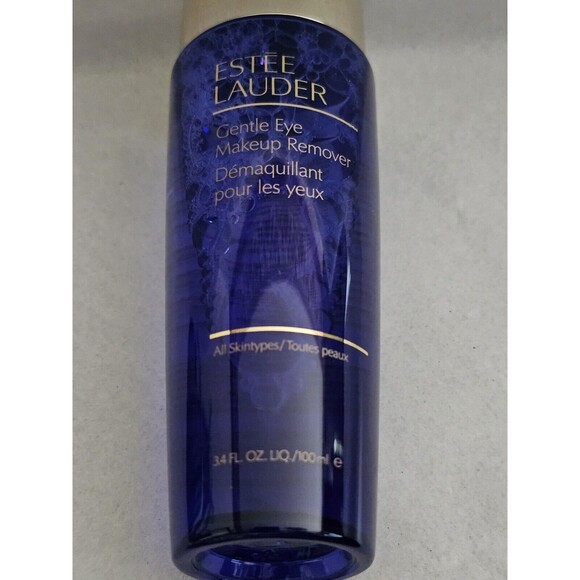 ESTĒE
LAUDER
Gentle Eye
Makeup Remover
Démaquillant
pour les yeux
All Skintypes/Toutes peaux
3.4 FL. OZ. LIQ./100 ml ℮